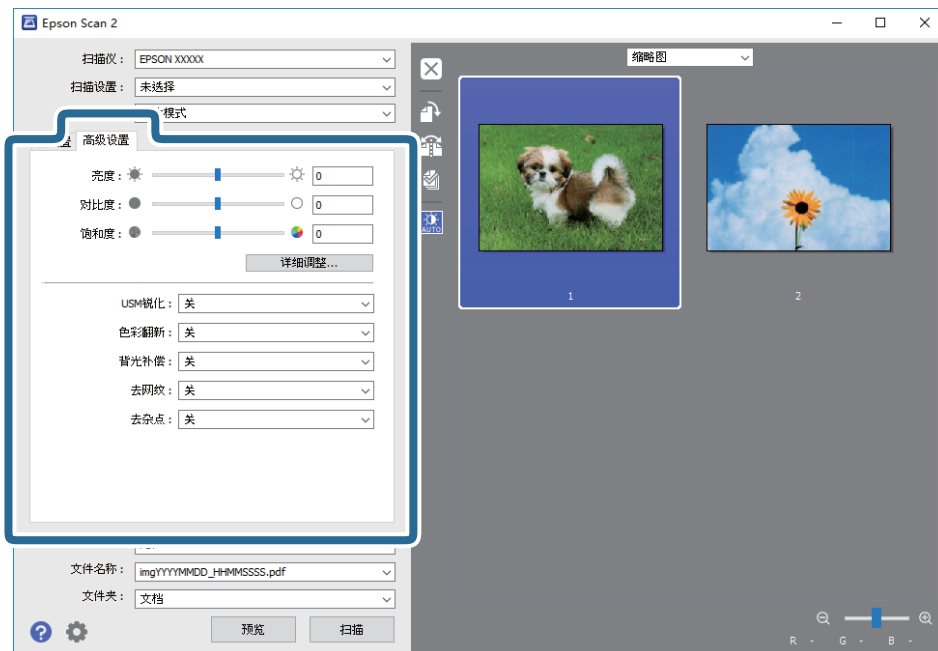 Epson Scan 2
扫描仪： EPSON XXXXX
扫描设置： 未选择
模式
高级设置
亮度： 0
对比度： 0
饱和度： 0
详细调整...
USM锐化： 关
色彩翻新： 关
背光补偿： 关
去网纹： 关
去杂点： 关
文件名称： imgYYYYMMDD_HHMMSSSS.pdf
文件夹： 文档
预览 扫描
缩略图
AUTO
1 2
R - G - B -